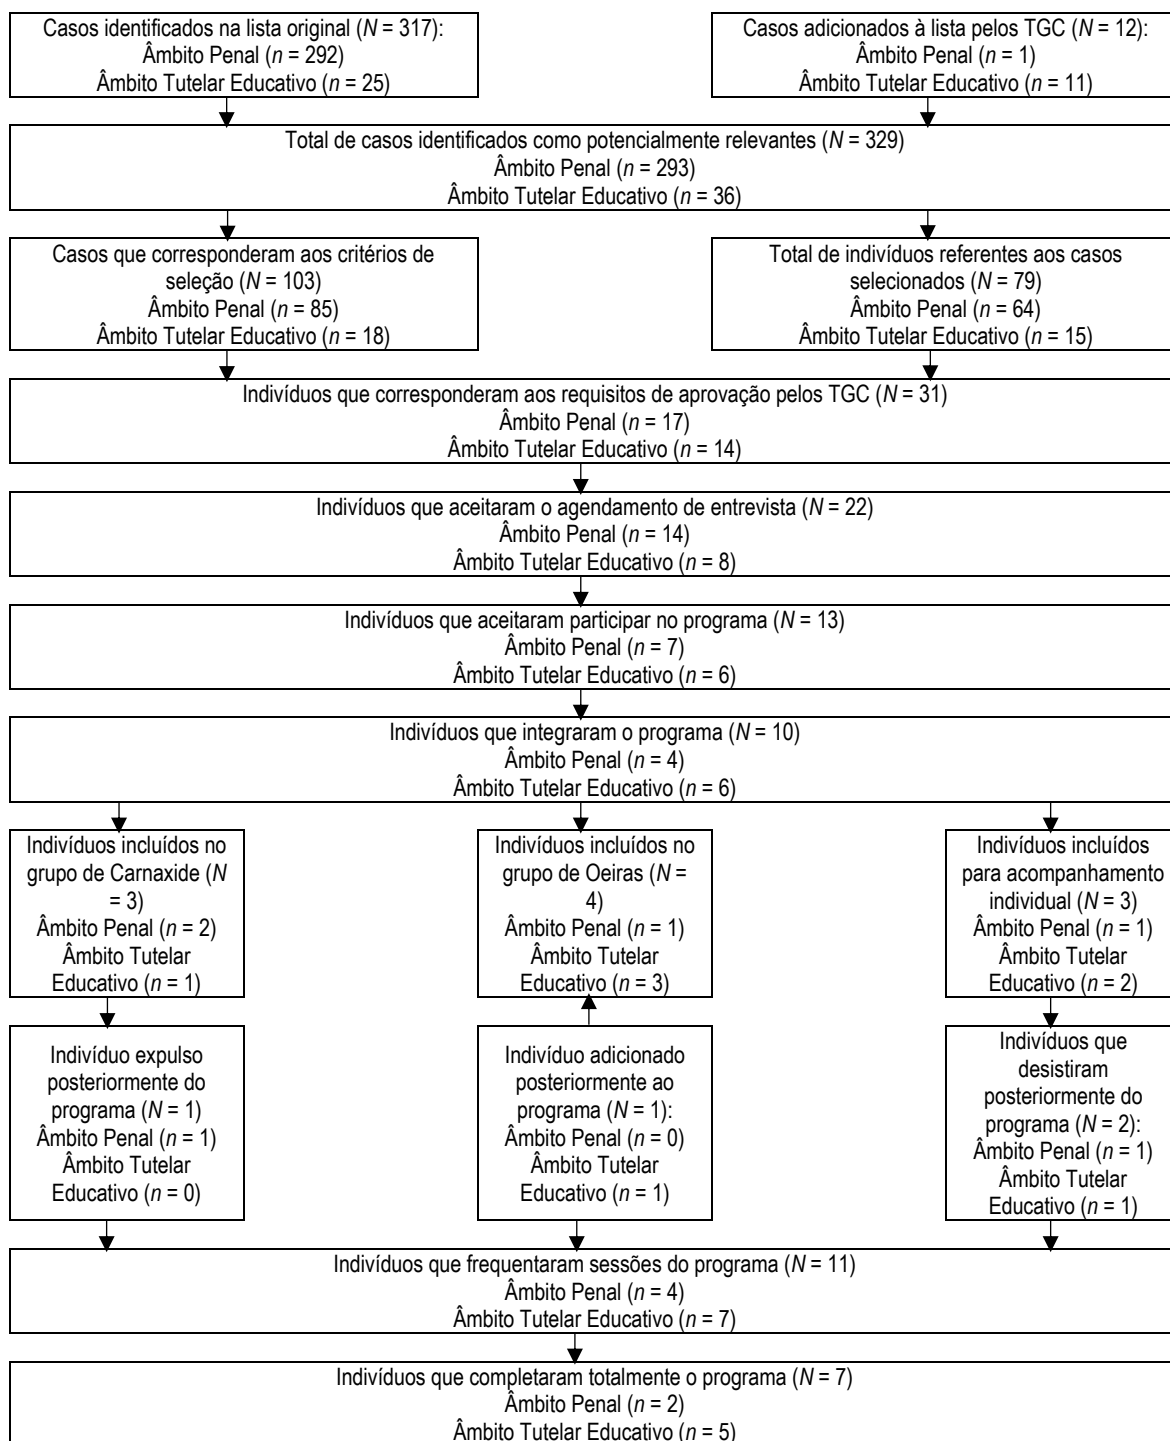 Casos identificados na lista original (N = 317):
Âmbito Penal (n = 292)
Âmbito Tutelar Educativo (n = 25)
Casos adicionados à lista pelos TGC (N = 12):
Âmbito Penal (n = 1)
Âmbito Tutelar Educativo (n = 11)
Total de casos identificados como potencialmente relevantes (N = 329)
Âmbito Penal (n = 293)
Âmbito Tutelar Educativo (n = 36)
Casos que corresponderam aos critérios de
seleção (N = 103)
Âmbito Penal (n = 85)
Âmbito Tutelar Educativo (n = 18)
Total de indivíduos referentes aos casos
selecionados (N = 79)
Âmbito Penal (n = 64)
Âmbito Tutelar Educativo (n = 15)
Indivíduos que corresponderam aos requisitos de aprovação pelos TGC (N = 31)
Âmbito Penal (n = 17)
Âmbito Tutelar Educativo (n = 14)
Indivíduos que aceitaram o agendamento de entrevista (N = 22)
Âmbito Penal (n = 14)
Âmbito Tutelar Educativo (n = 8)
Indivíduos que aceitaram participar no programa (N = 13)
Âmbito Penal (n = 7)
Âmbito Tutelar Educativo (n = 6)
Indivíduos que integraram o programa (N = 10)
Âmbito Penal (n = 4)
Âmbito Tutelar Educativo (n = 6)
Indivíduos incluídos no
grupo de Carnaxide (N
= 3)
Âmbito Penal (n = 2)
Âmbito Tutelar
Educativo (n = 1)
Indivíduos incluídos no
grupo de Oeiras (N =
4)
Âmbito Penal (n = 1)
Âmbito Tutelar
Educativo (n = 3)
Indivíduos incluídos
para acompanhamento
individual (N = 3)
Âmbito Penal (n = 1)
Âmbito Tutelar
Educativo (n = 2)
Indivíduo expulso
posteriormente do
programa (N = 1)
Âmbito Penal (n = 1)
Âmbito Tutelar
Educativo (n = 0)
Indivíduo adicionado
posteriormente ao
programa (N = 1):
Âmbito Penal (n = 0)
Âmbito Tutelar
Educativo (n = 1)
Indivíduos que
desistiram
posteriormente do
programa (N = 2):
Âmbito Penal (n = 1)
Âmbito Tutelar
Educativo (n = 1)
Indivíduos que frequentaram sessões do programa (N = 11)
Âmbito Penal (n = 4)
Âmbito Tutelar Educativo (n = 7)
Indivíduos que completaram totalmente o programa (N = 7)
Âmbito Penal (n = 2)
Âmbito Tutelar Educativo (n = 5)